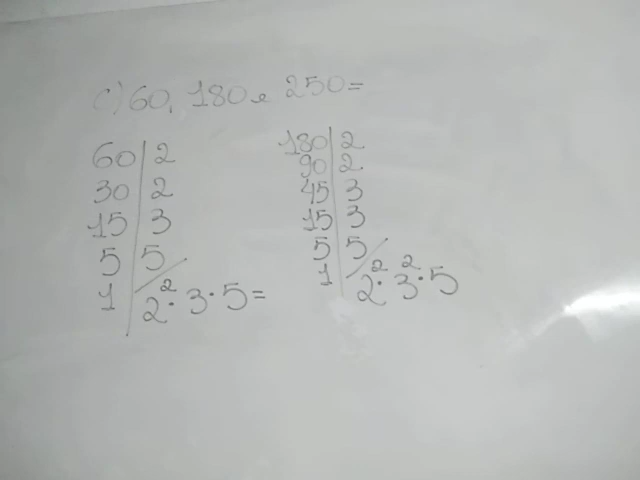 c) 60, 180 e 250=
60 | 2
30 | 2
15 | 3
5 | 5
1 | 2². 3. 5=
180 | 2
90 | 2
45 | 3
15 | 3
5 | 5
1 | 2². 3². 5